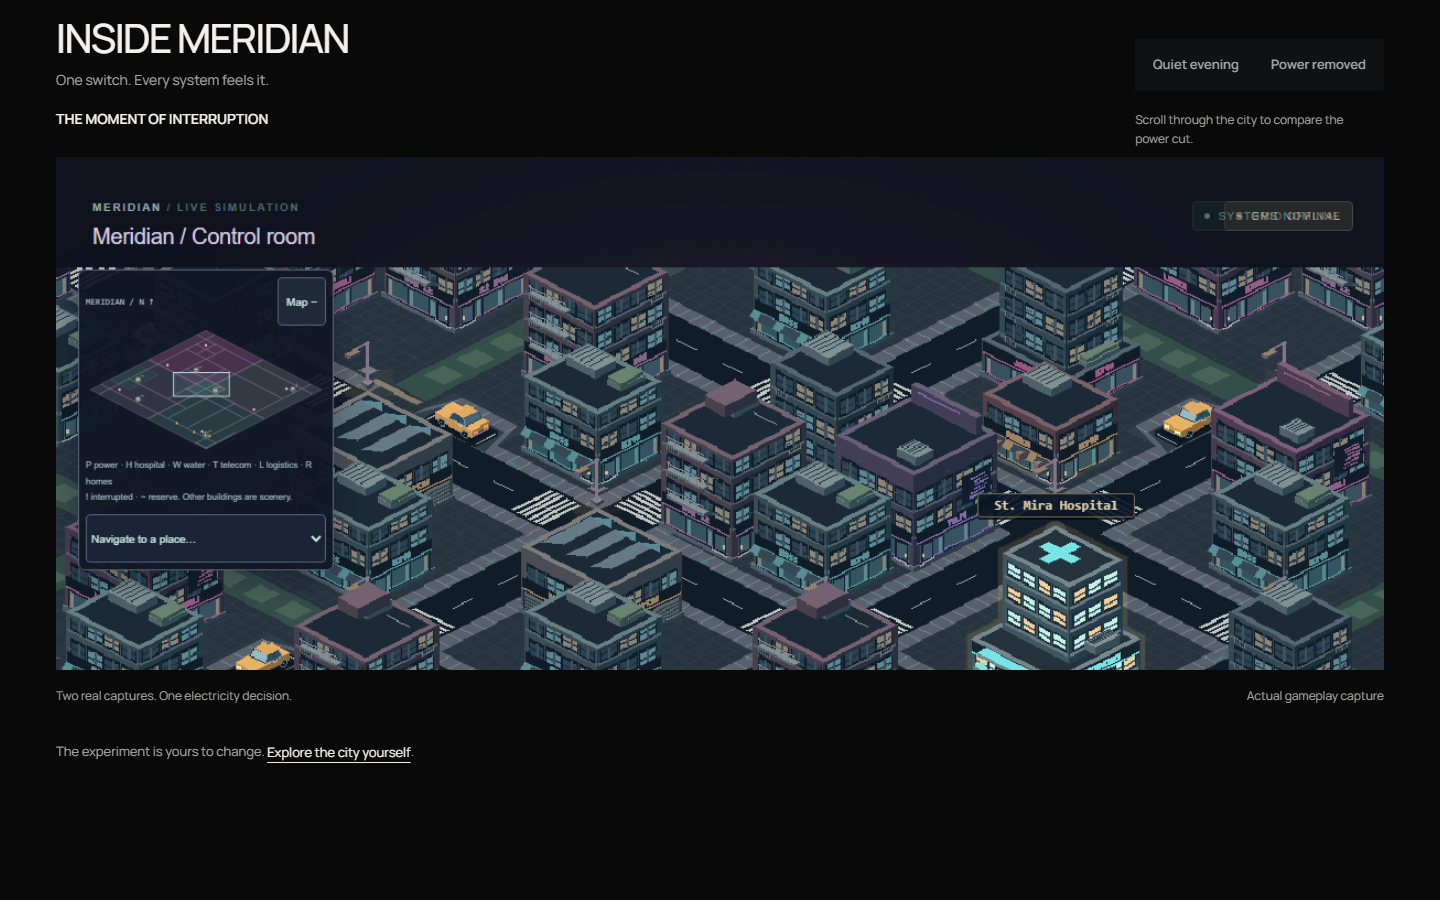 INSIDE MERIDIAN
One switch. Every system feels it.
Quiet evening
Power removed
THE MOMENT OF INTERRUPTION
Scroll through the city to compare the
power cut.
MERIDIAN / LIVE SIMULATION
Meridian / Control room
MERIDIAN / N ↑
Map −
P power · H hospital · W water · T telecom · L logistics · R
homes
! interrupted · ~ reserve. Other buildings are scenery.
Navigate to a place...
St. Mira Hospital
Two real captures. One electricity decision.
Actual gameplay capture
The experiment is yours to change. Explore the city yourself.